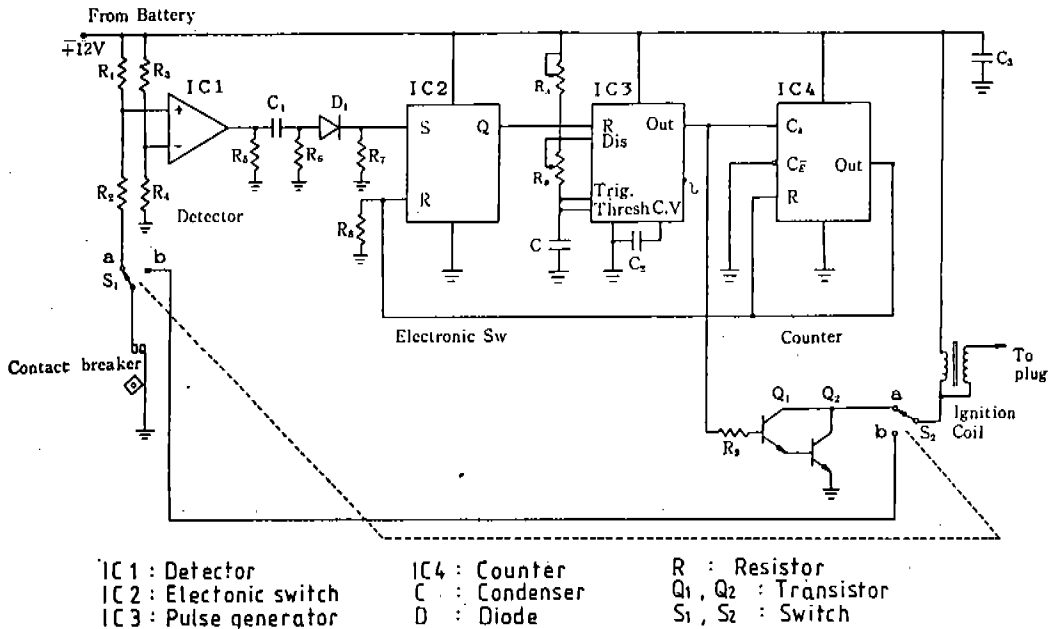 From Battery
+12V
R1
R3
IC1
C1
D1
IC2
IC3
IC4
C3
+
−
S
Q
R
Dis
Out
C4
CE
Out
R
R5
R6
R7
R2
R4
R
Trig.
Thresh C.V
Detector
R8
C
C2
a
b
S1
Electronic Sw
Counter
Contact breaker
To
plug
Q1
Q2
a
S2
Ignition
Coil
b
R9
IC1 : Detector
IC2 : Electonic switch
IC3 : Pulse generator
IC4 : Counter
C : Condenser
D : Diode
R : Resistor
Q1 , Q2 : Transistor
S1 , S2 : Switch